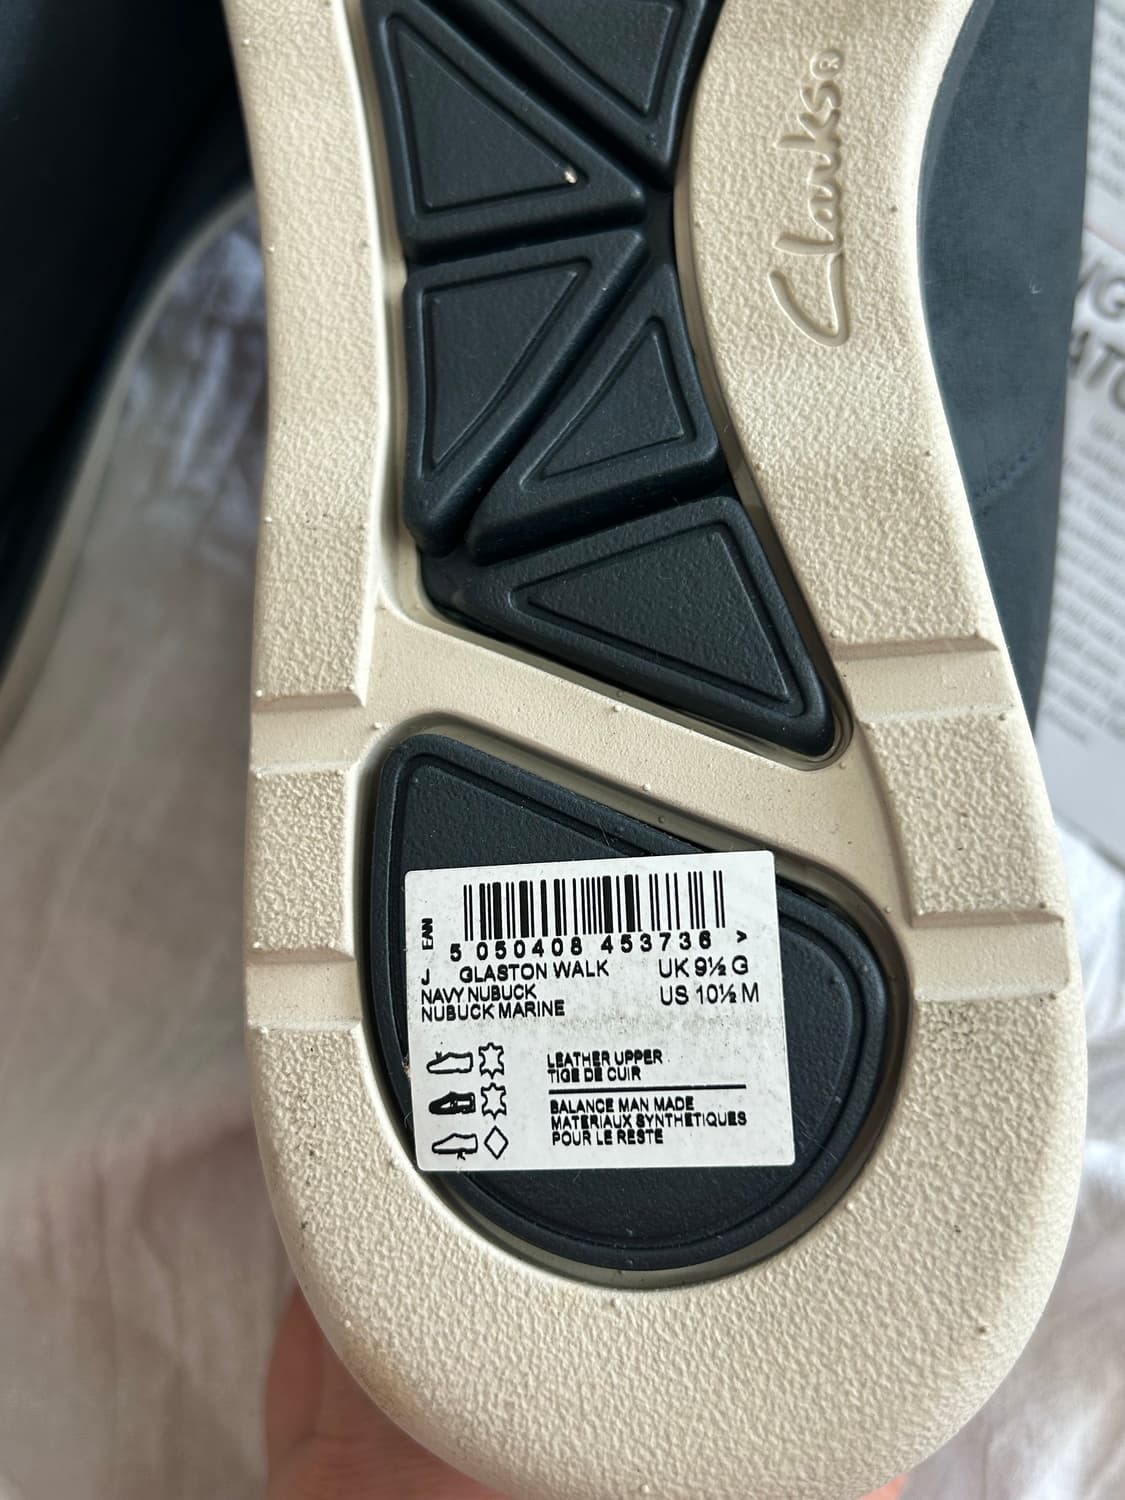 Clarks®
EAN
5 050408 453736 >
J GLASTON WALK UK 9½ G
NAVY NUBUCK US 10½ M
NUBUCK MARINE
LEATHER UPPER
TIGE DE CUIR
BALANCE MAN MADE
MATERIAUX SYNTHETIQUES
POUR LE RESTE